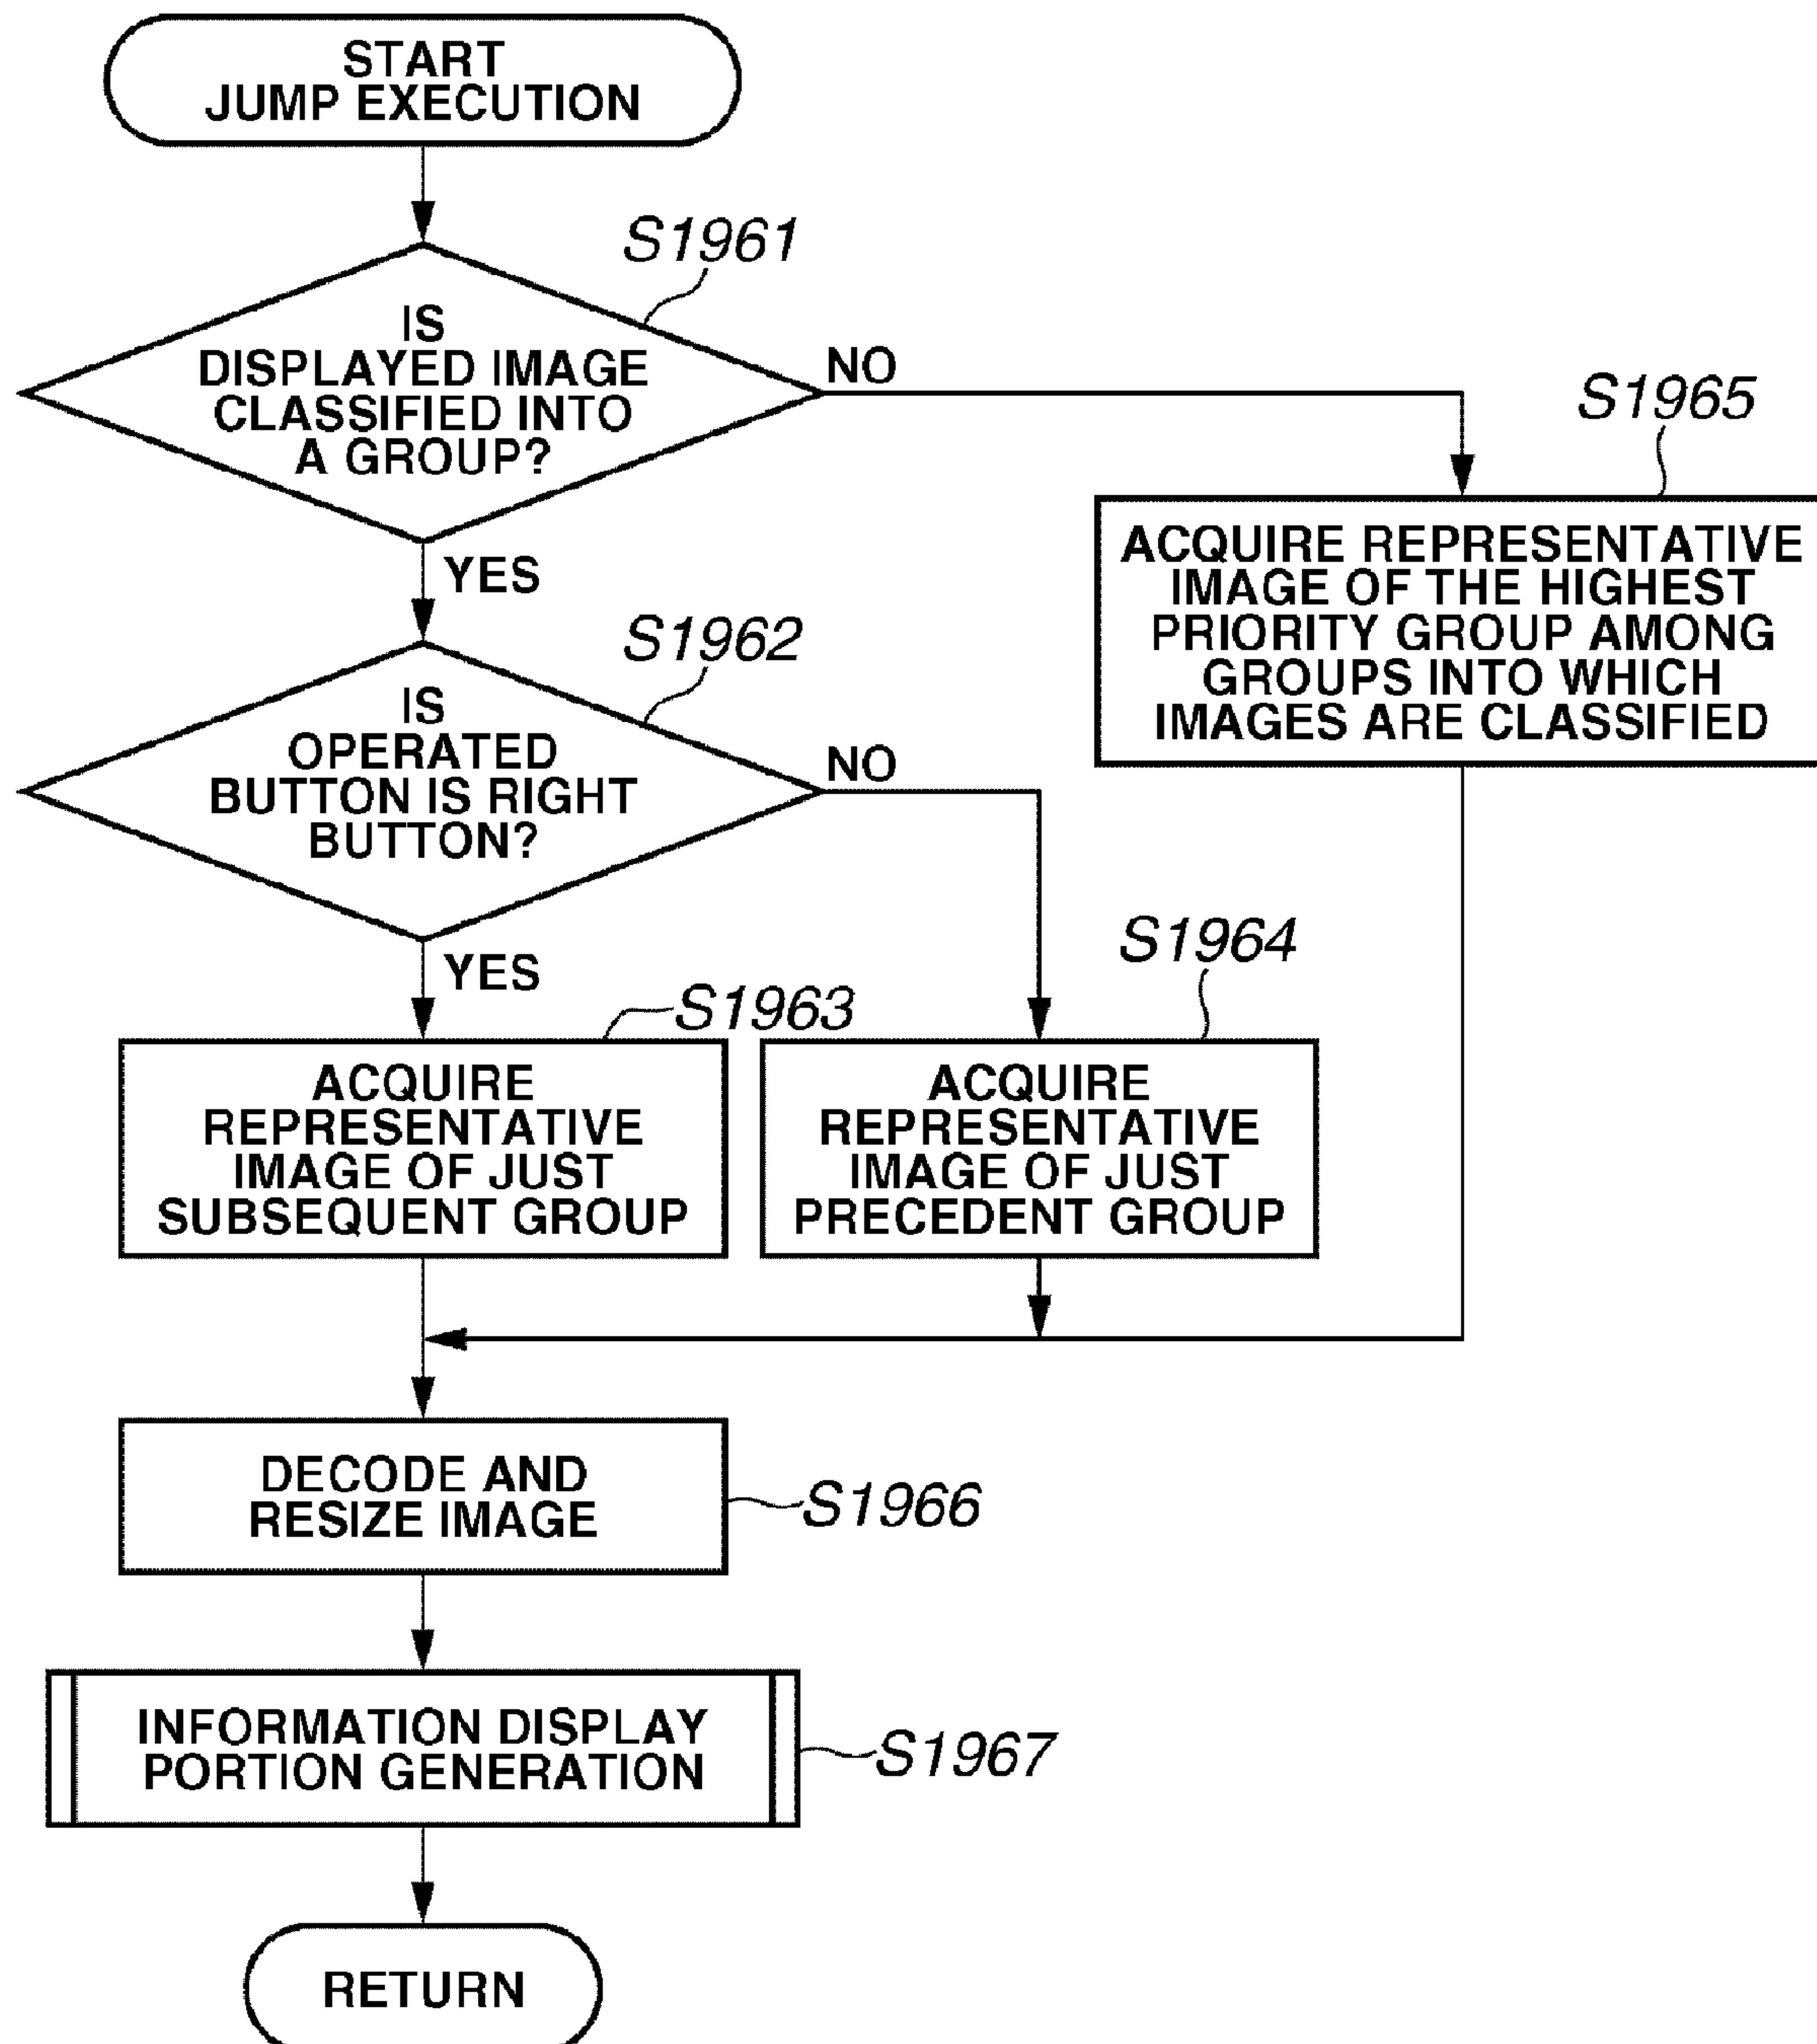 START
JUMP EXECUTION
S1961
IS
DISPLAYED IMAGE
CLASSIFIED INTO
A GROUP?
NO
YES
S1965
ACQUIRE REPRESENTATIVE
IMAGE OF THE HIGHEST
PRIORITY GROUP AMONG
GROUPS INTO WHICH
IMAGES ARE CLASSIFIED
S1962
IS
OPERATED
BUTTON IS RIGHT
BUTTON?
NO
YES
S1963
ACQUIRE
REPRESENTATIVE
IMAGE OF JUST
SUBSEQUENT GROUP
S1964
ACQUIRE
REPRESENTATIVE
IMAGE OF JUST
PRECEDENT GROUP
DECODE AND
RESIZE IMAGE
S1966
INFORMATION DISPLAY
PORTION GENERATION
S1967
RETURN